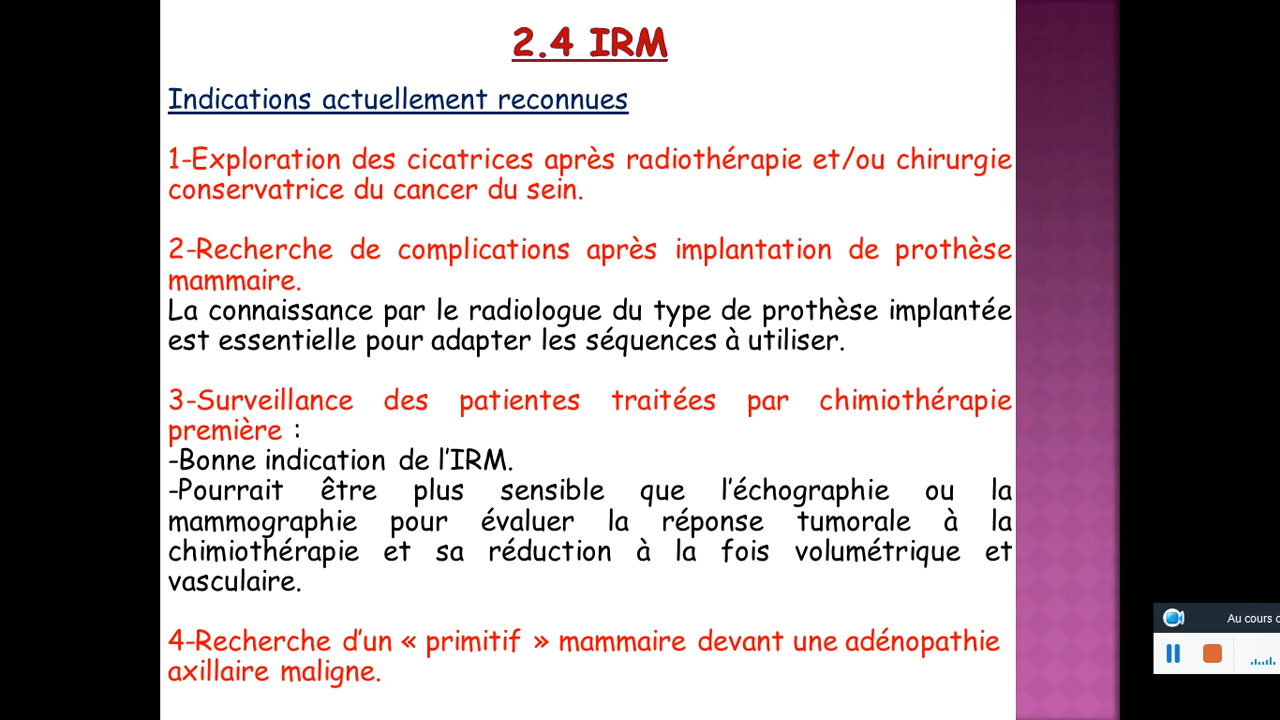 2.4 IRM
Indications actuellement reconnues
1-Exploration des cicatrices après radiothérapie et/ou chirurgie
conservatrice du cancer du sein.
2-Recherche de complications après implantation de prothèse
mammaire.
La connaissance par le radiologue du type de prothèse implantée
est essentielle pour adapter les séquences à utiliser.
3-Surveillance des patientes traitées par chimiothérapie
première :
-Bonne indication de l’IRM.
-Pourrait être plus sensible que l’échographie ou la
mammographie pour évaluer la réponse tumorale à la
chimiothérapie et sa réduction à la fois volumétrique et
vasculaire.
4-Recherche d’un « primitif » mammaire devant une adénopathie
axillaire maligne.
Au cours